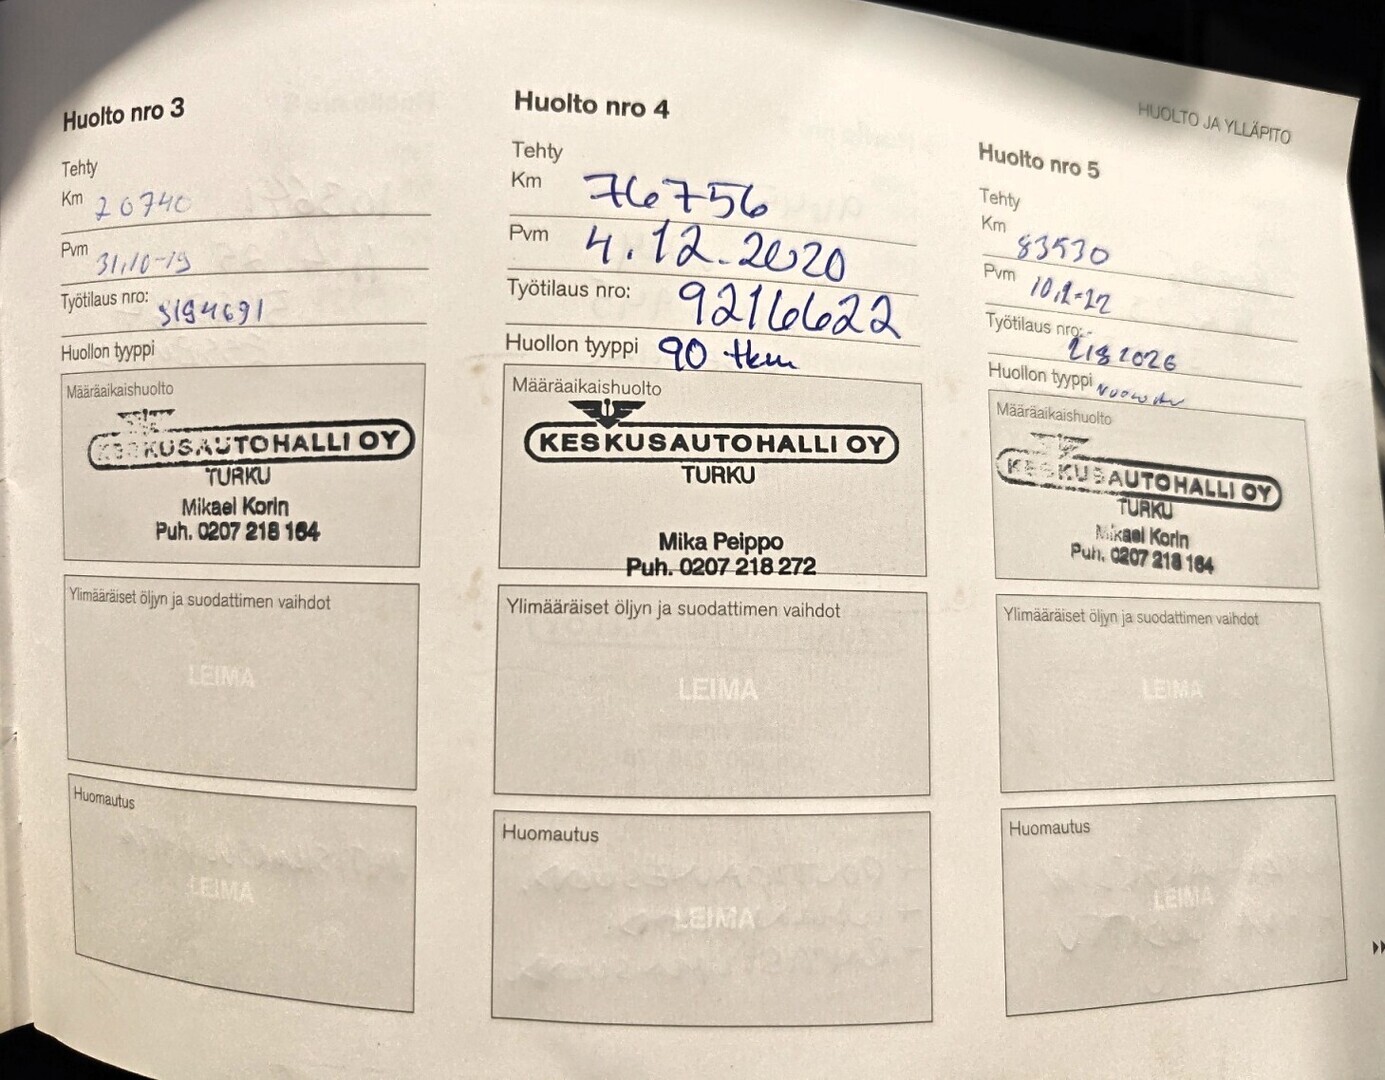 HUOLTO JA YLLÄPITO
Huolto nro 3
Tehty
Km 70740
Pvm 31.10-19
Työtilaus nro: 9194691
Huollon tyyppi
Määräaikaishuolto
KESKUSAUTOHALLI OY
TURKU
Mikael Korin
Puh. 0207 218 164
Ylimääräiset öljyn ja suodattimen vaihdot
LEIMA
Huomautus
LEIMA
Huolto nro 4
Tehty
Km 76756
Pvm 4.12.2020
Työtilaus nro: 9216622
Huollon tyyppi 90 tkm
Määräaikaishuolto
KESKUSAUTOHALLI OY
TURKU
Mika Peippo
Puh. 0207 218 272
Ylimääräiset öljyn ja suodattimen vaihdot
LEIMA
Huomautus
LEIMA
Huolto nro 5
Tehty
Km 83530
Pvm
Työtilaus nro:
Huollon tyyppi
Määräaikaishuolto
KESKUSAUTOHALLI OY
TURKU
Mikael Korin
Puh. 0207 218 164
Ylimääräiset öljyn ja suodattimen vaihdot
LEIMA
Huomautus
LEIMA